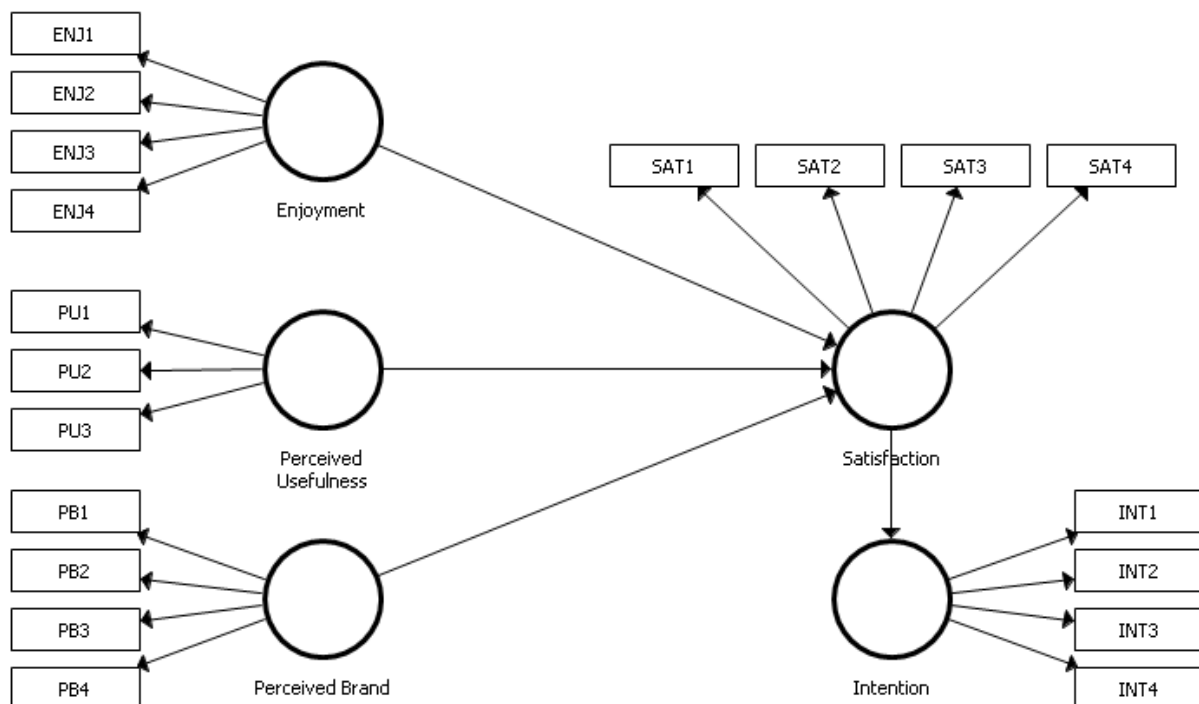 ENJ1
ENJ2
ENJ3
ENJ4
Enjoyment
SAT1
SAT2
SAT3
SAT4
PU1
PU2
PU3
Perceived
Usefulness
Satisfaction
PB1
PB2
PB3
PB4
Perceived Brand
INT1
INT2
INT3
INT4
Intention